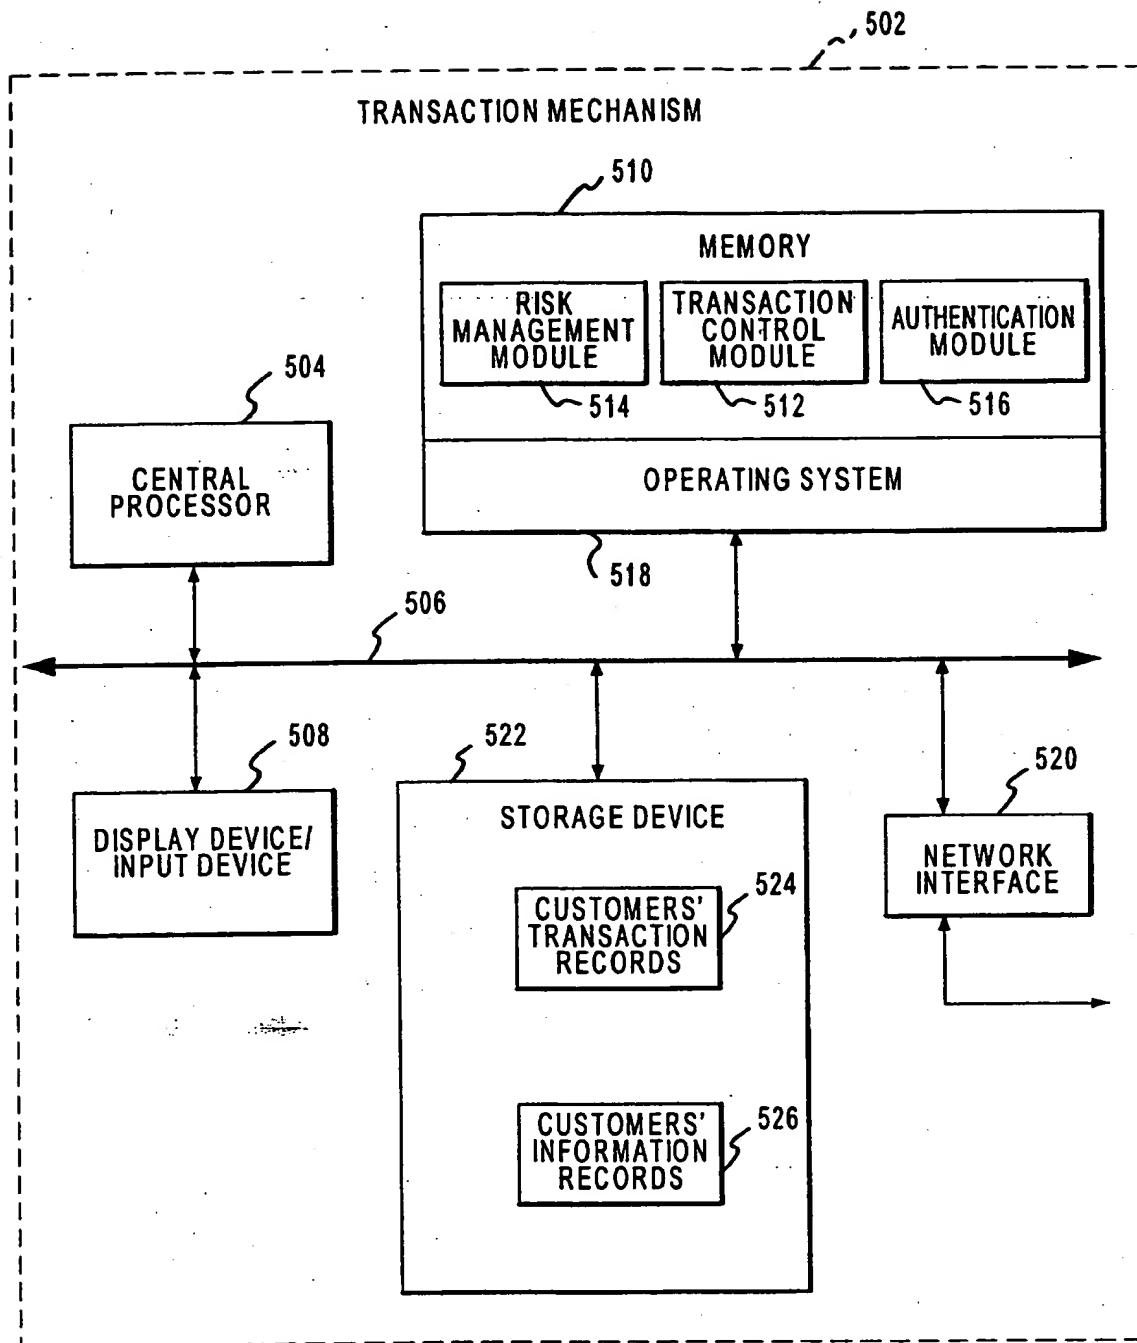 502
TRANSACTION MECHANISM
510
MEMORY
RISK
MANAGEMENT
MODULE
514
TRANSACTION
CONTROL
MODULE
512
AUTHENTICATION
MODULE
516
504
CENTRAL
PROCESSOR
OPERATING SYSTEM
518
506
508
DISPLAY DEVICE/
INPUT DEVICE
522
STORAGE DEVICE
CUSTOMERS'
TRANSACTION
RECORDS
524
CUSTOMERS'
INFORMATION
RECORDS
526
520
NETWORK
INTERFACE